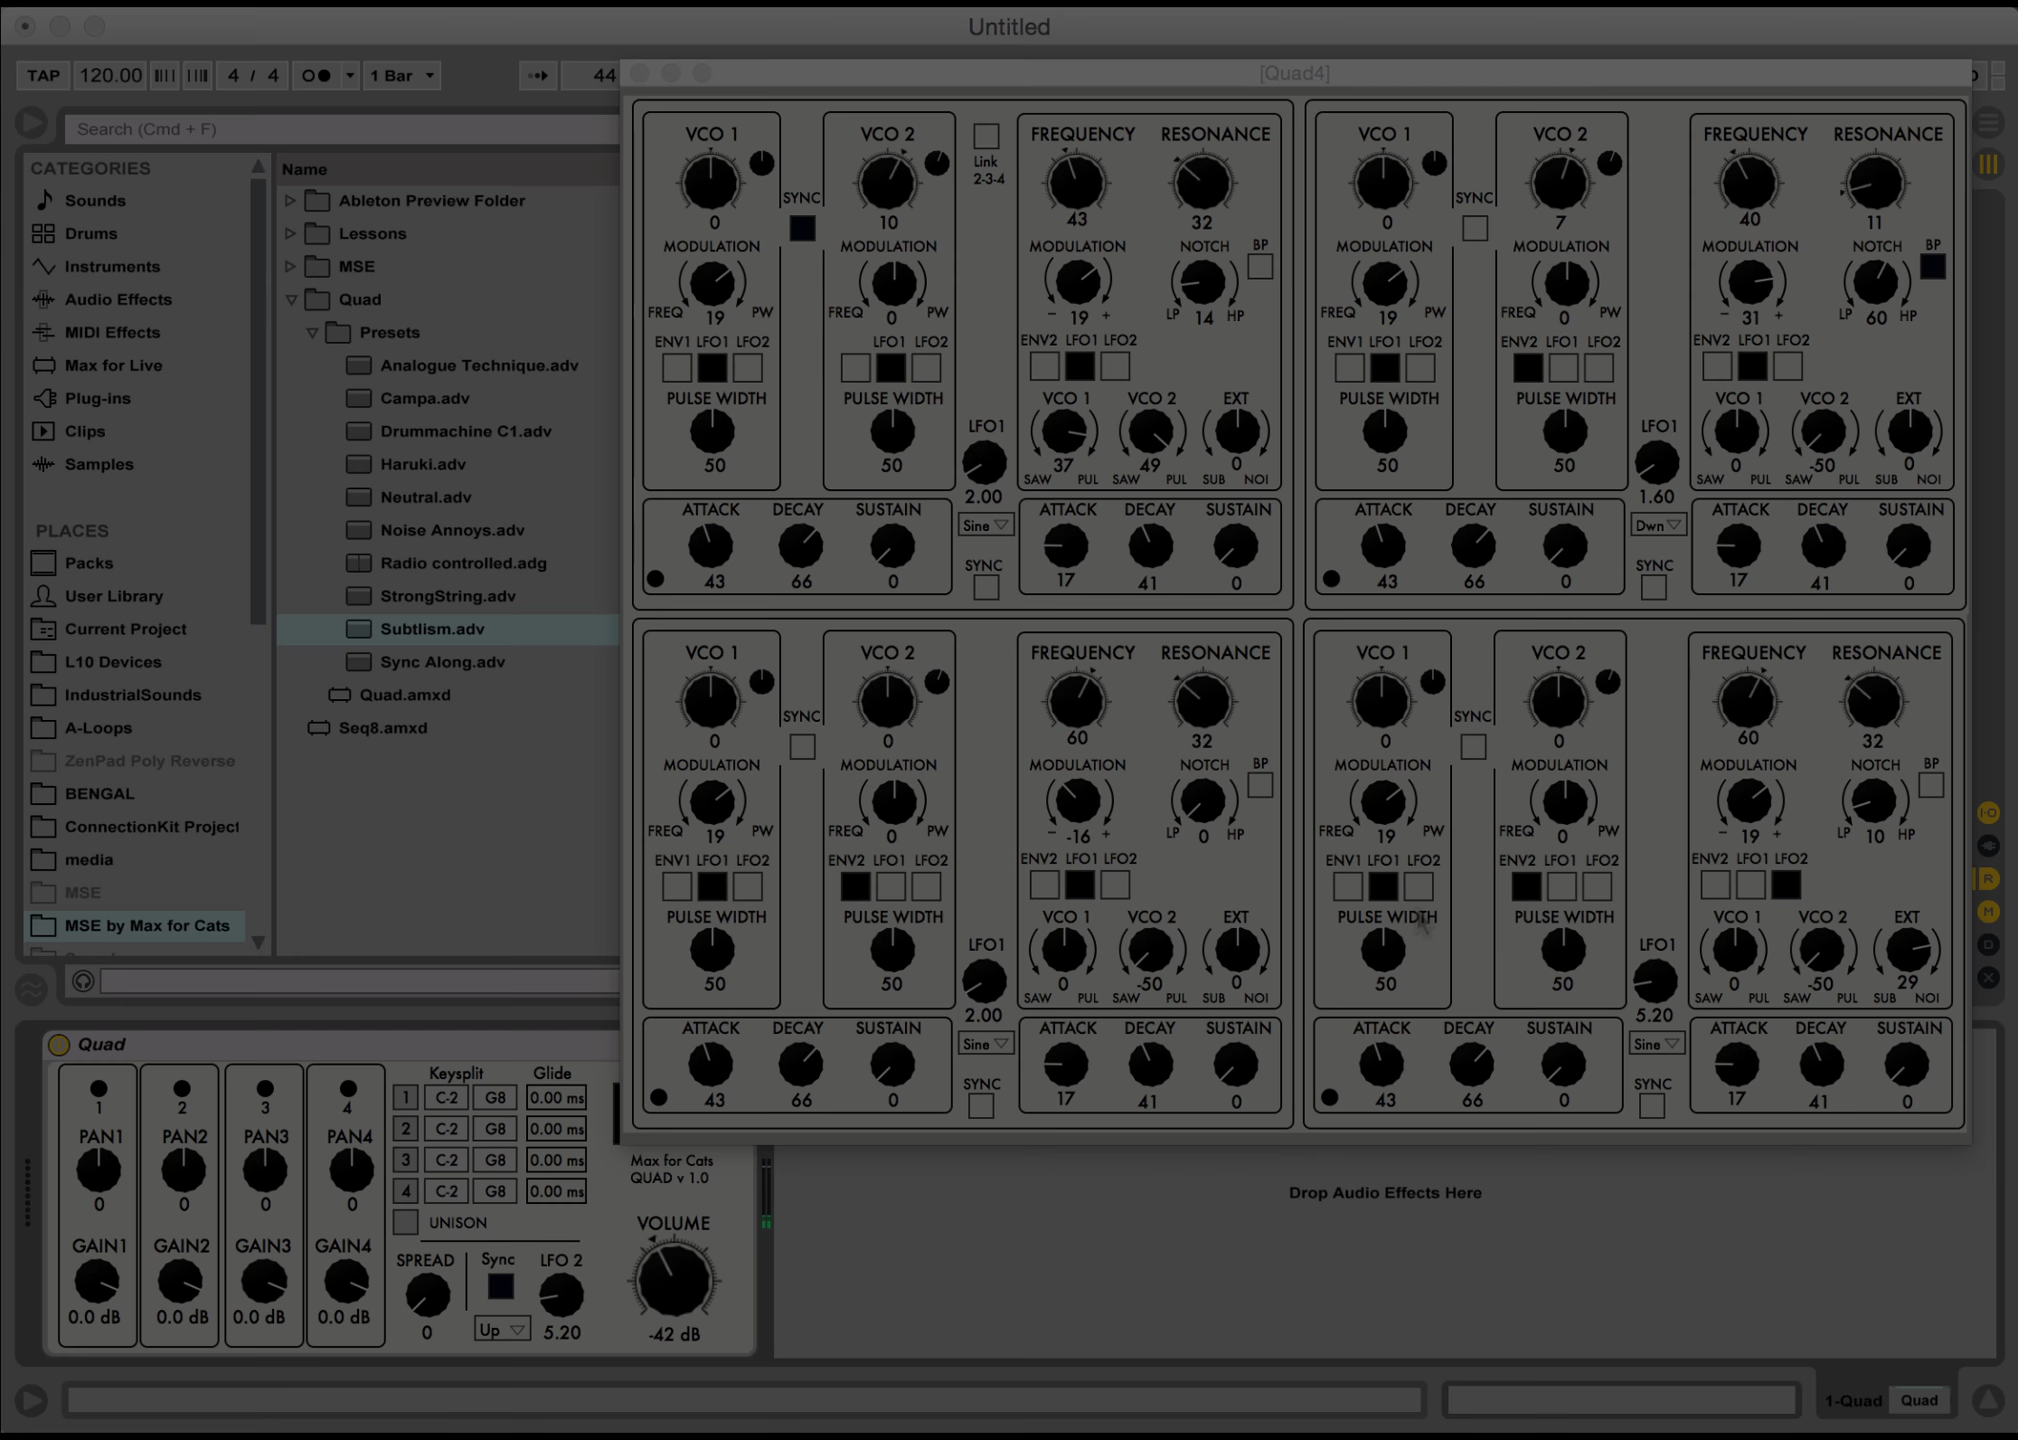 Untitled
TAP 120.00 4 / 4 1 Bar 44
[Quad4]
Search (Cmd + F)
CATEGORIES
Sounds
Drums
Instruments
Audio Effects
MIDI Effects
Max for Live
Plug-ins
Clips
Samples
PLACES
Packs
User Library
Current Project
L10 Devices
IndustrialSounds
A-Loops
ZenPad Poly Reverse
BENGAL
ConnectionKit Project
media
MSE
MSE by Max for Cats
Name
Ableton Preview Folder
Lessons
MSE
Quad
Presets
Analogue Technique.adv
Campa.adv
Drummachine C1.adv
Haruki.adv
Neutral.adv
Noise Annoys.adv
Radio controlled.adg
StrongString.adv
Subtlism.adv
Sync Along.adv
Quad.amxd
Seq8.amxd
VCO 1 VCO 2 FREQUENCY RESONANCE
Link
2-3-4
SYNC
0 10 43 32
MODULATION MODULATION MODULATION NOTCH BP
FREQ 19 PW FREQ 0 PW − 19 + LP 14 HP
ENV1 LFO1 LFO2 LFO1 LFO2 ENV2 LFO1 LFO2
PULSE WIDTH PULSE WIDTH VCO 1 VCO 2 EXT
LFO1
50 50 37 49 0
SAW PUL SAW PUL SUB NOI
2.00
ATTACK DECAY SUSTAIN Sine ATTACK DECAY SUSTAIN
SYNC
43 66 0 17 41 0
VCO 1 VCO 2 FREQUENCY RESONANCE
SYNC
0 7 40 11
MODULATION MODULATION MODULATION NOTCH BP
FREQ 19 PW FREQ 0 PW − 31 + LP 60 HP
ENV1 LFO1 LFO2 ENV2 LFO1 LFO2 ENV2 LFO1 LFO2
PULSE WIDTH PULSE WIDTH VCO 1 VCO 2 EXT
LFO1
50 50 0 -50 0
SAW PUL SAW PUL SUB NOI
1.60
ATTACK DECAY SUSTAIN Dwn ATTACK DECAY SUSTAIN
SYNC
43 66 0 17 41 0
VCO 1 VCO 2 FREQUENCY RESONANCE
SYNC
0 0 60 32
MODULATION MODULATION MODULATION NOTCH BP
FREQ 19 PW FREQ 0 PW − -16 + LP 0 HP
ENV1 LFO1 LFO2 ENV2 LFO1 LFO2 ENV2 LFO1 LFO2
PULSE WIDTH PULSE WIDTH VCO 1 VCO 2 EXT
LFO1
50 50 0 -50 0
SAW PUL SAW PUL SUB NOI
2.00
ATTACK DECAY SUSTAIN Sine ATTACK DECAY SUSTAIN
SYNC
43 66 0 17 41 0
VCO 1 VCO 2 FREQUENCY RESONANCE
SYNC
0 0 60 32
MODULATION MODULATION MODULATION NOTCH BP
FREQ 19 PW FREQ 0 PW − 19 + LP 10 HP
ENV1 LFO1 LFO2 ENV2 LFO1 LFO2 ENV2 LFO1 LFO2
PULSE WIDTH PULSE WIDTH VCO 1 VCO 2 EXT
LFO1
50 50 0 -50 29
SAW PUL SAW PUL SUB NOI
5.20
ATTACK DECAY SUSTAIN Sine ATTACK DECAY SUSTAIN
SYNC
43 66 0 17 41 0
I·O
R
M
D
X
Quad
1 2 3 4
PAN1 PAN2 PAN3 PAN4
0 0 0 0
GAIN1 GAIN2 GAIN3 GAIN4
0.0 dB 0.0 dB 0.0 dB 0.0 dB
Keysplit Glide
1 C-2 G8 0.00 ms
2 C-2 G8 0.00 ms
3 C-2 G8 0.00 ms
4 C-2 G8 0.00 ms
UNISON
SPREAD Sync LFO 2
0 Up 5.20
Max for Cats
QUAD v 1.0
VOLUME
-42 dB
Drop Audio Effects Here
1-Quad Quad